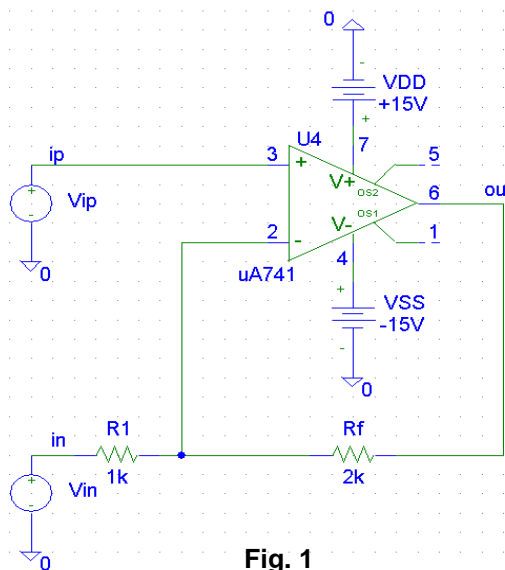 0
-
VDD
+15V
+
U4
7
ip
3
+
5
V+
OS2
6
ou
+
Vip
-
OS1
2
-
V-
1
4
0
uA741
+
VSS
-15V
-
0
in
R1
Rf
1k
2k
+
Vin
-
0
Fig. 1